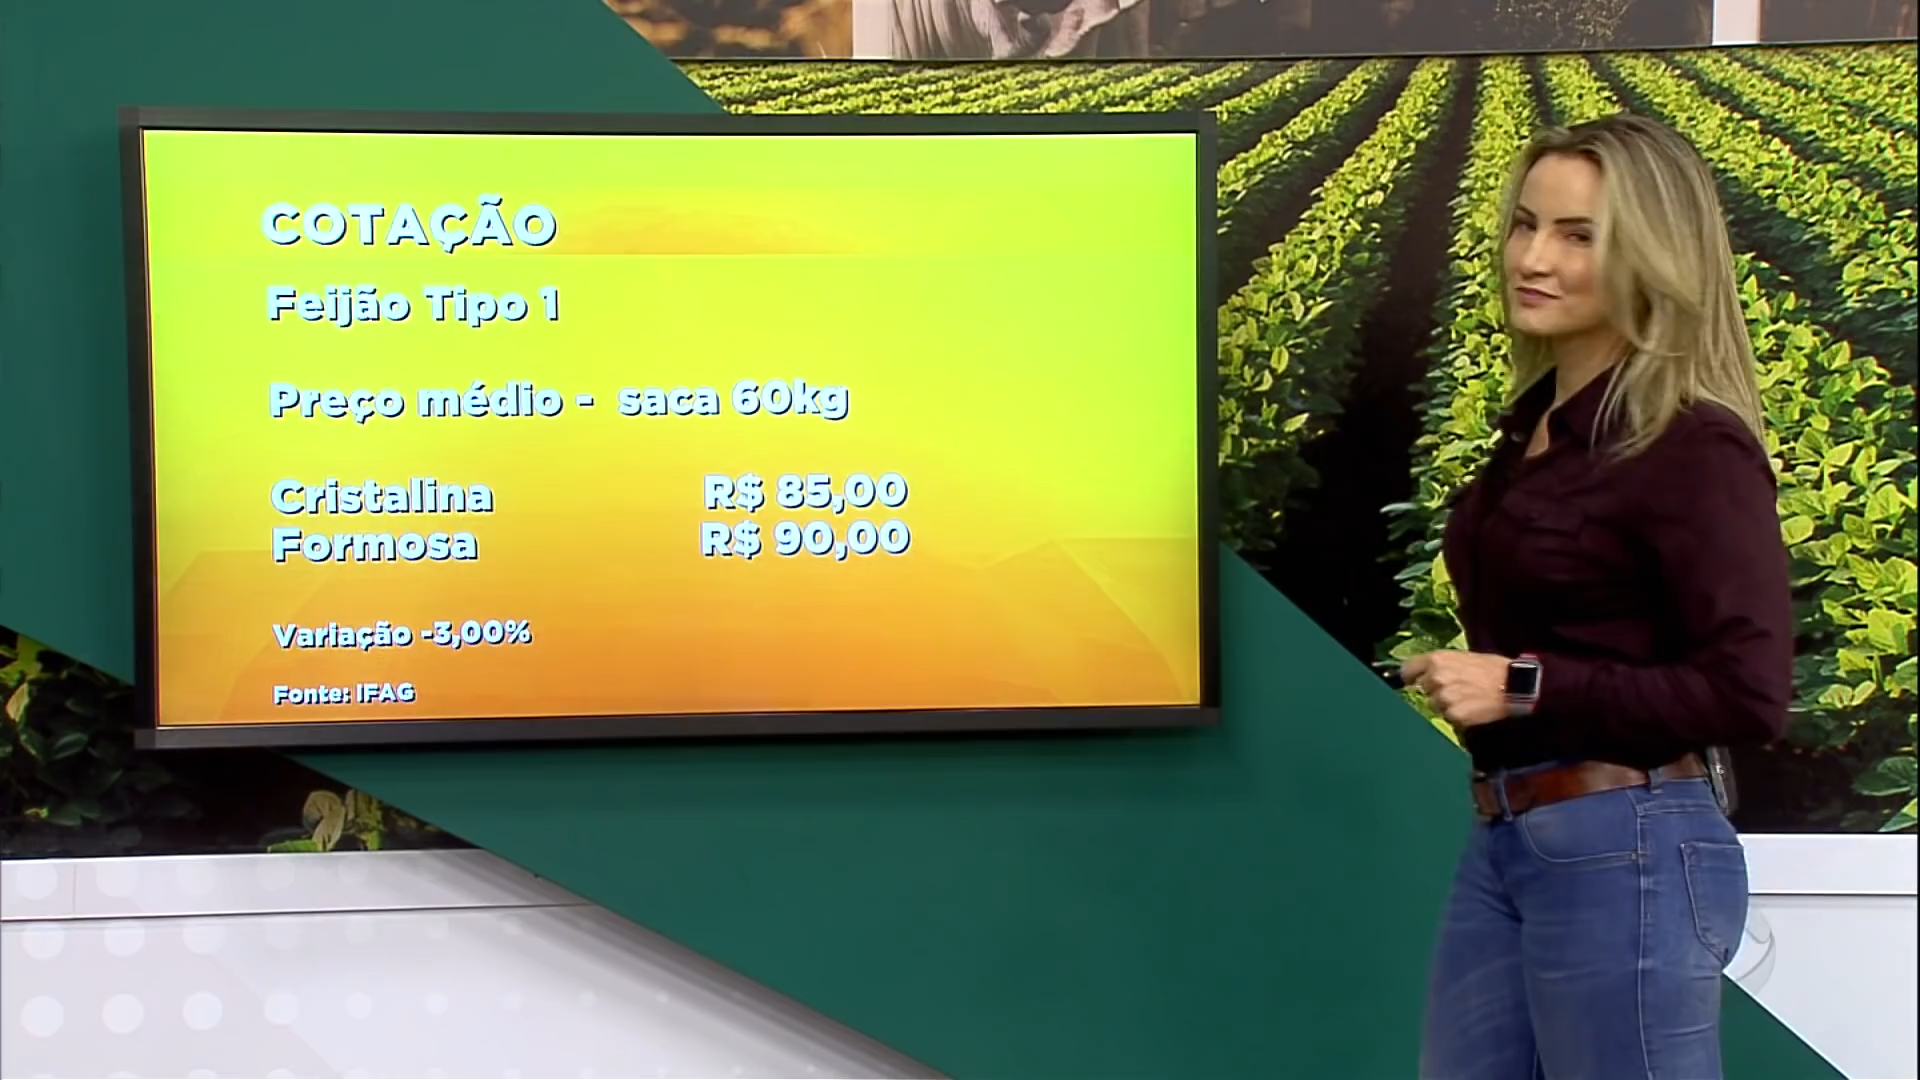 COTAÇÃO
Feijão Tipo 1
Preço médio - saca 60kg
Cristalina R$ 85,00
Formosa R$ 90,00
Variação -3,00%
Fonte: IFAG